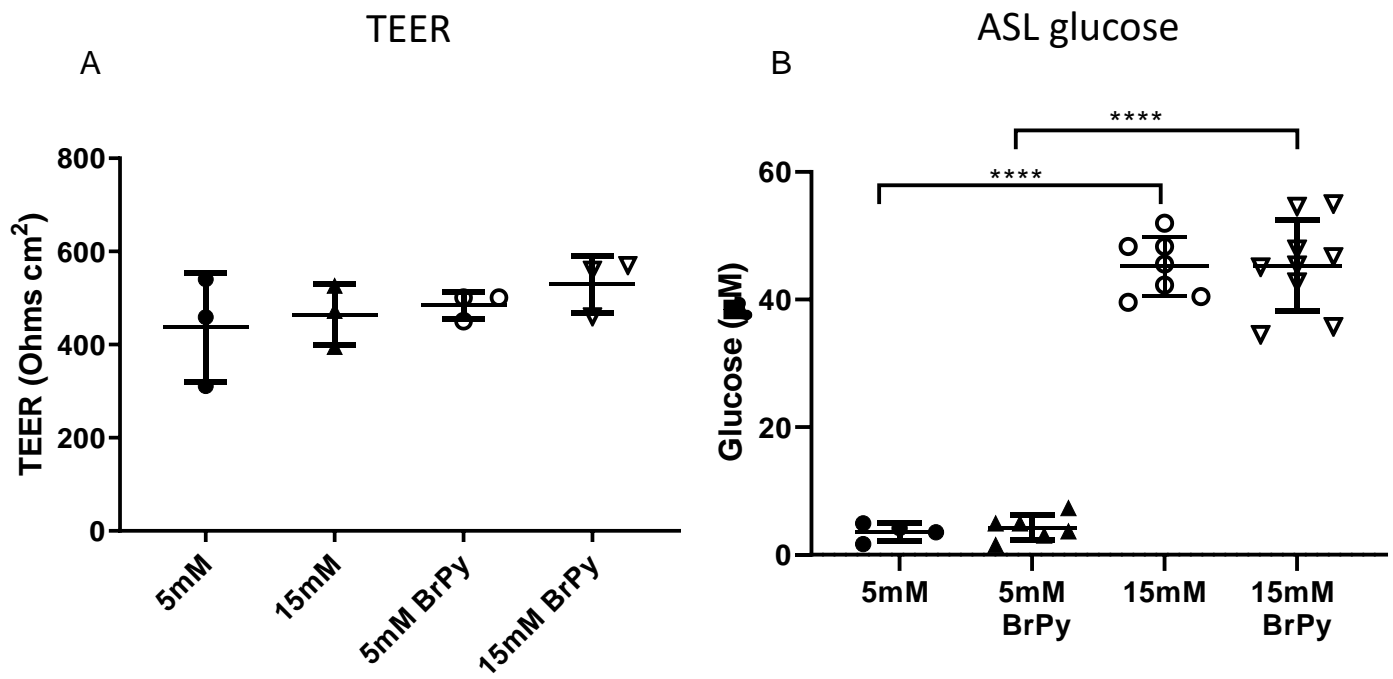 TEER
ASL glucose
A
B
****
****
800
600
400
200
0
TEER (Ohms cm²)
5mM
15mM
5mM BrPy
15mM BrPy
60
40
20
0
Glucose (M)
5mM
5mM
BrPy
15mM
15mM
BrPy